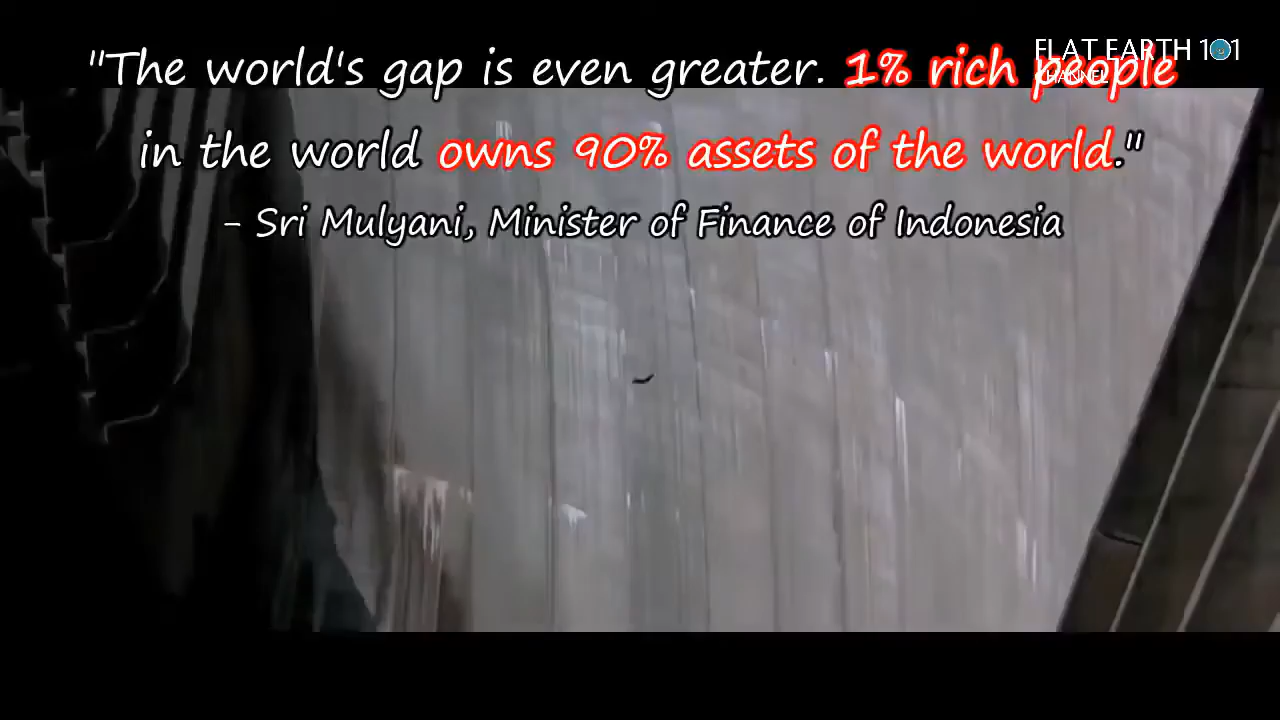 FLAT EARTH 101
CHANNEL
"The world's gap is even greater. 1% rich people
in the world owns 90% assets of the world."
- Sri Mulyani, Minister of Finance of Indonesia